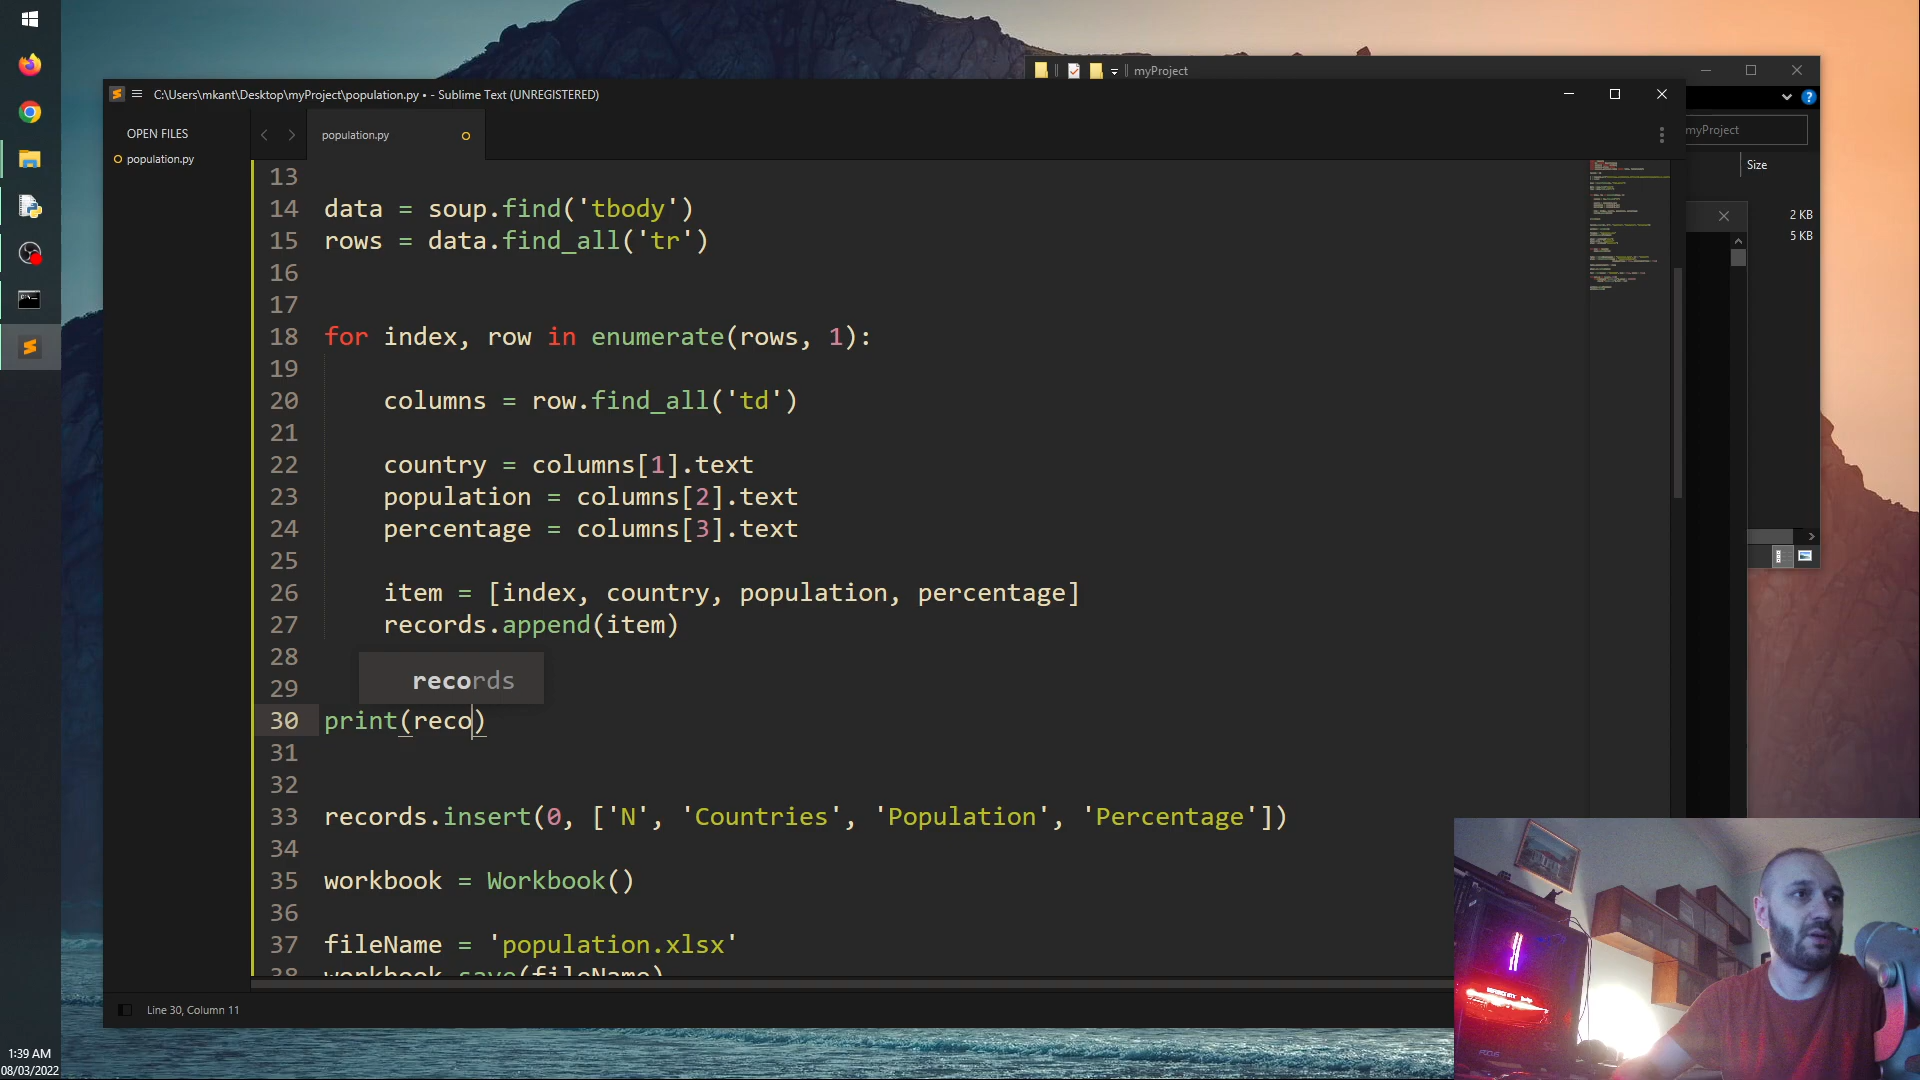 myProject
C:\Users\mkant\Desktop\myProject\population.py • - Sublime Text (UNREGISTERED)
OPEN FILES
population.py
population.py
myProject
Size
2 KB
5 KB
13
14 data = soup.find('tbody')
15 rows = data.find_all('tr')
16
17
18 for index, row in enumerate(rows, 1):
19
20 columns = row.find_all('td')
21
22 country = columns[1].text
23 population = columns[2].text
24 percentage = columns[3].text
25
26 item = [index, country, population, percentage]
27 records.append(item)
28
records
29
30 print(reco)
31
32
33 records.insert(0, ['N', 'Countries', 'Population', 'Percentage'])
34
35 workbook = Workbook()
36
37 fileName = 'population.xlsx'
38 workbook.save(fileName)
Line 30, Column 11
1:39 AM
08/03/2022